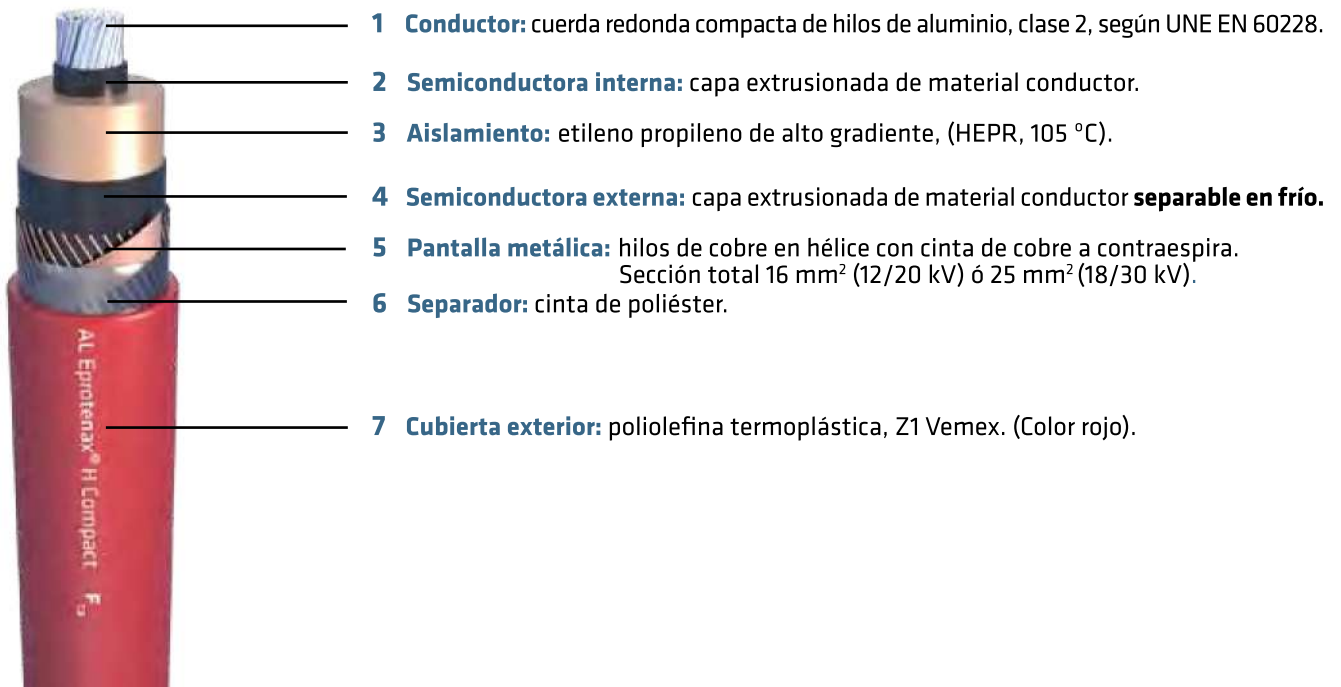 1 Conductor: cuerda redonda compacta de hilos de aluminio, clase 2, según UNE EN 60228.
2 Semiconductora interna: capa extrusionada de material conductor.
3 Aislamiento: etileno propileno de alto gradiente, (HEPR, 105 ºC).
4 Semiconductora externa: capa extrusionada de material conductor separable en frío.
5 Pantalla metálica: hilos de cobre en hélice con cinta de cobre a contraespira.
Sección total 16 mm² (12/20 kV) ó 25 mm² (18/30 kV).
6 Separador: cinta de poliéster.
7 Cubierta exterior: poliolefina termoplástica, Z1 Vemex. (Color rojo).
AL Eprotenax® H Compact F